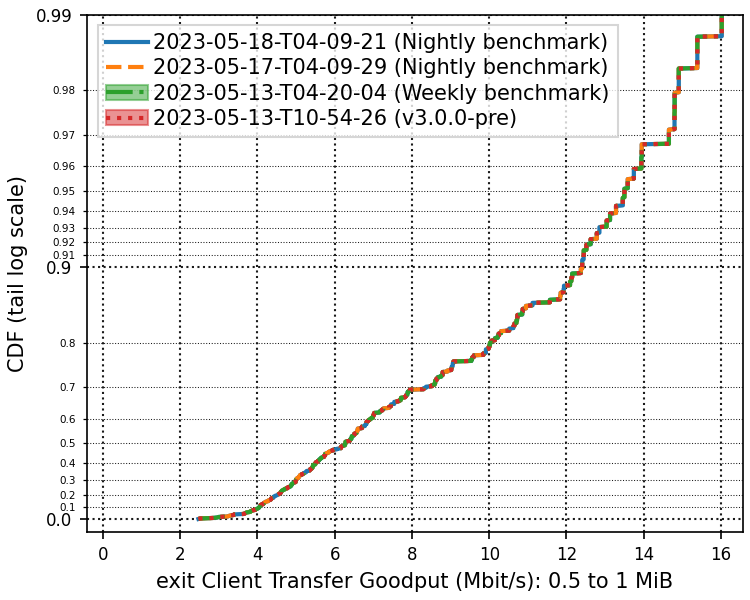 0.99
0.98
0.97
0.96
0.95
0.94
0.93
0.92
0.91
0.9
0.8
0.7
0.6
0.5
0.4
0.3
0.2
0.1
0.0
CDF (tail log scale)
2023-05-18-T04-09-21 (Nightly benchmark)
2023-05-17-T04-09-29 (Nightly benchmark)
2023-05-13-T04-20-04 (Weekly benchmark)
2023-05-13-T10-54-26 (v3.0.0-pre)
0 2 4 6 8 10 12 14 16
exit Client Transfer Goodput (Mbit/s): 0.5 to 1 MiB